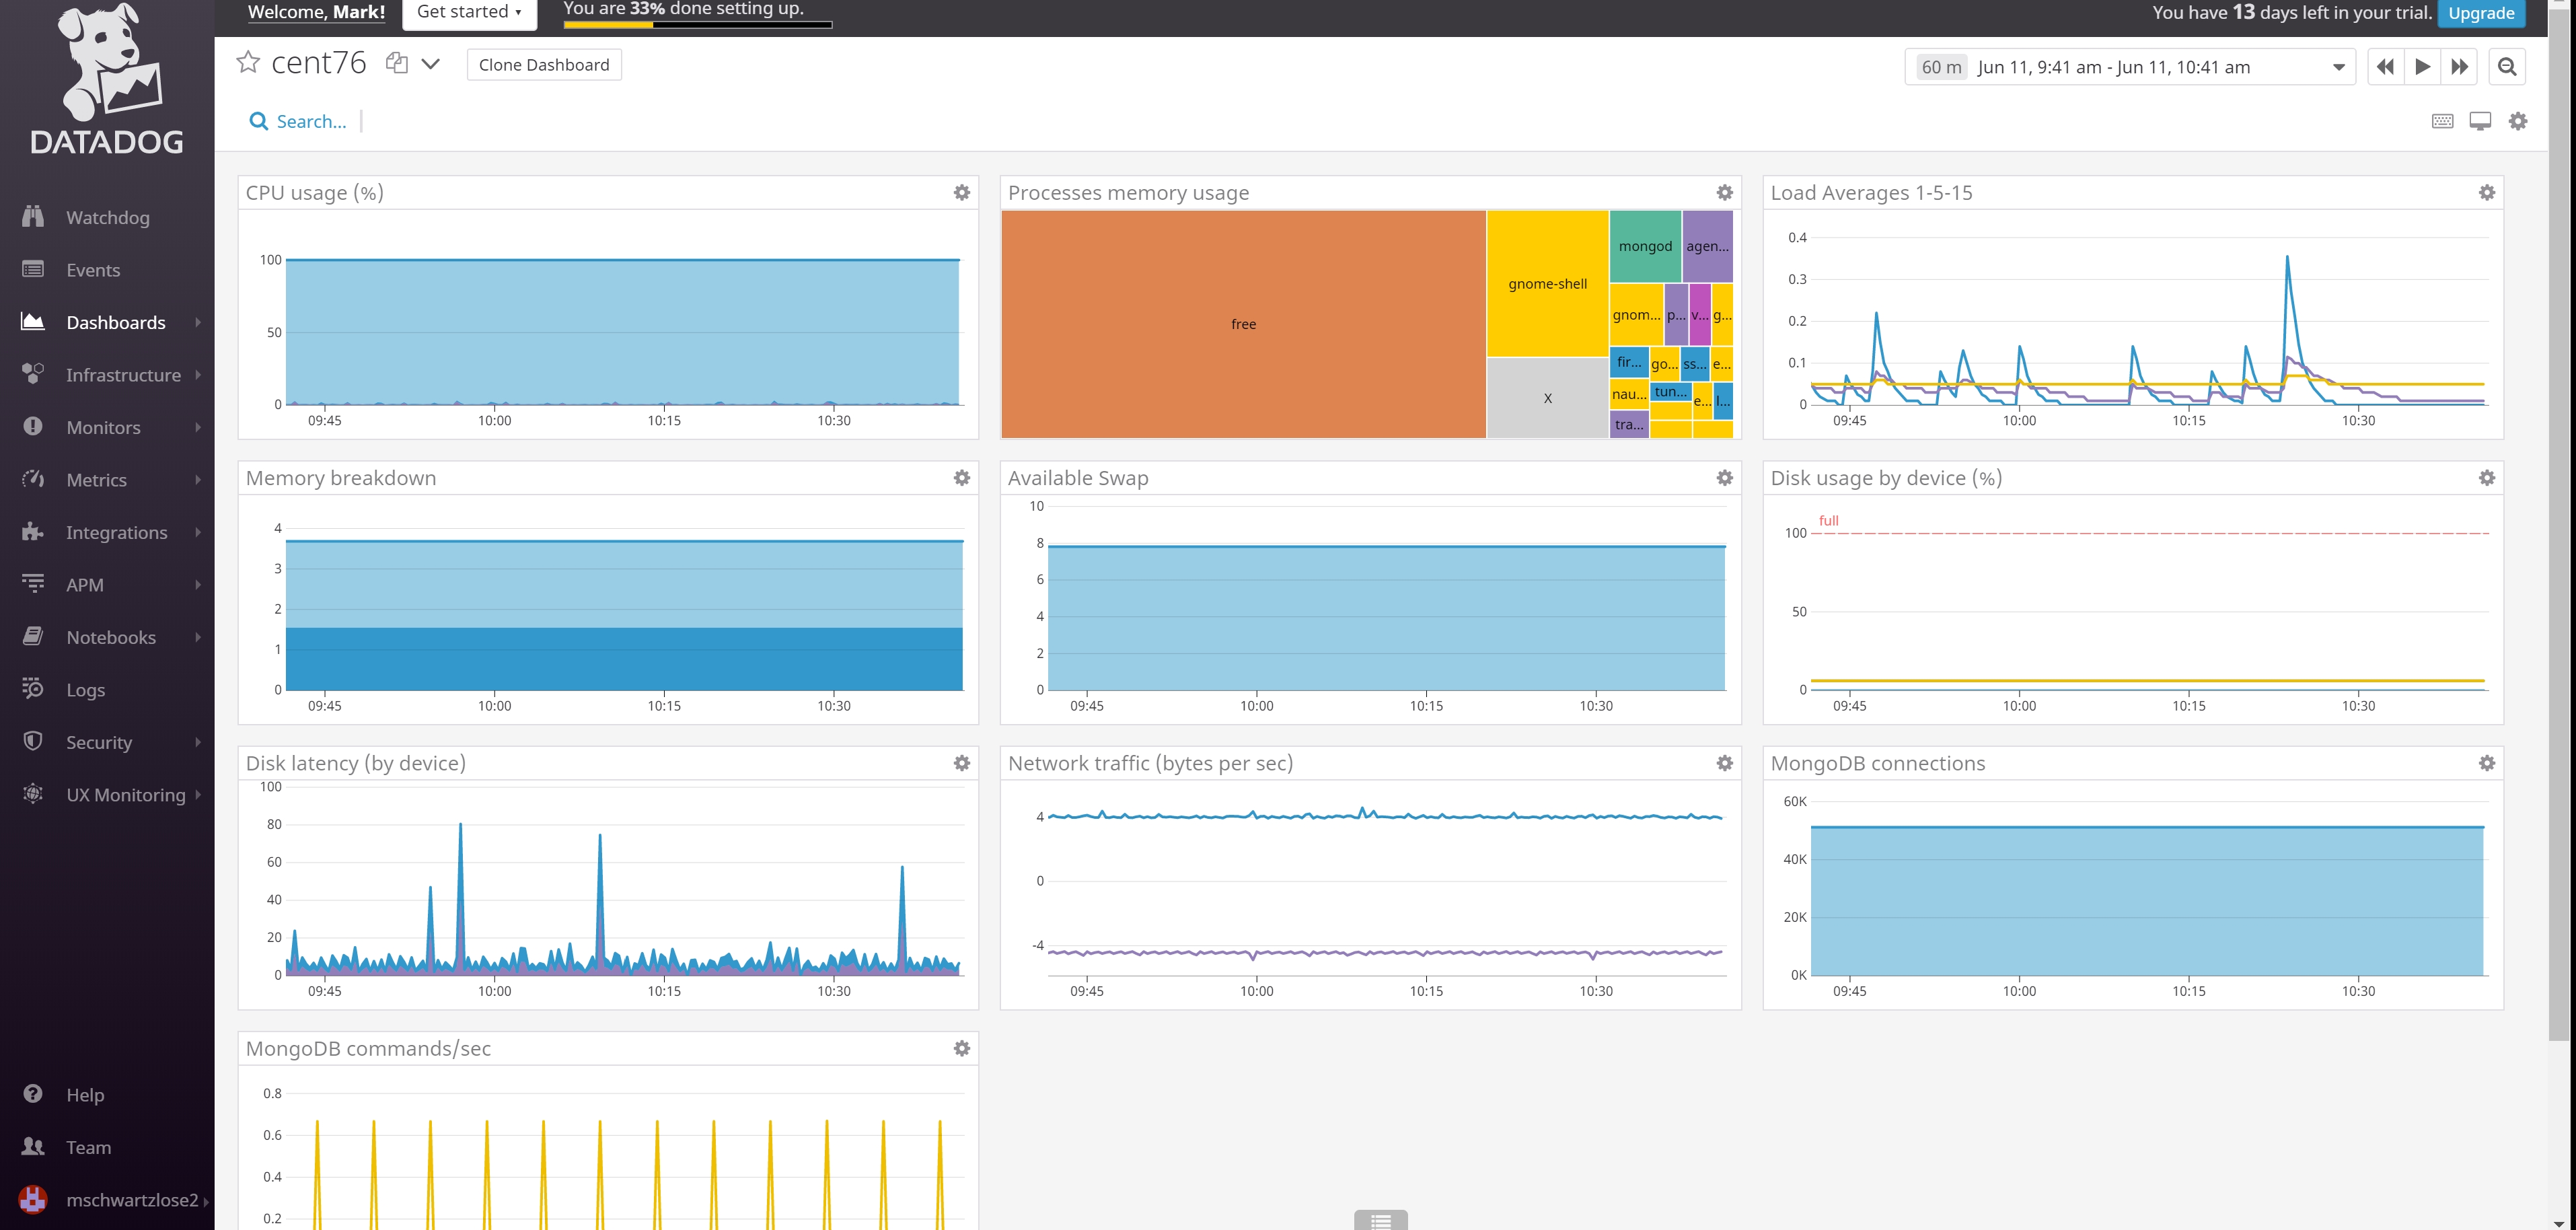 Welcome, Mark!
Get started
You are 33% done setting up.
You have 13 days left in your trial.
Upgrade
DATADOG
Watchdog
Events
Dashboards
Infrastructure
Monitors
Metrics
Integrations
APM
Notebooks
Logs
Security
UX Monitoring
Help
Team
mschwartzlose2
cent76
Clone Dashboard
60 m Jun 11, 9:41 am - Jun 11, 10:41 am
Search...
CPU usage (%)
100
50
0
09:45 10:00 10:15 10:30
Processes memory usage
free
gnome-shell
X
mongod
agen...
gnom...
p...
v...
g...
fir...
go...
ss...
e...
nau...
tun...
e...
l...
tra...
Load Averages 1-5-15
0.4
0.3
0.2
0.1
0
09:45 10:00 10:15 10:30
Memory breakdown
4
3
2
1
0
09:45 10:00 10:15 10:30
Available Swap
10
8
6
4
2
0
09:45 10:00 10:15 10:30
Disk usage by device (%)
full
100
50
0
09:45 10:00 10:15 10:30
Disk latency (by device)
100
80
60
40
20
0
09:45 10:00 10:15 10:30
Network traffic (bytes per sec)
4
0
-4
09:45 10:00 10:15 10:30
MongoDB connections
60K
40K
20K
0K
09:45 10:00 10:15 10:30
MongoDB commands/sec
0.8
0.6
0.4
0.2